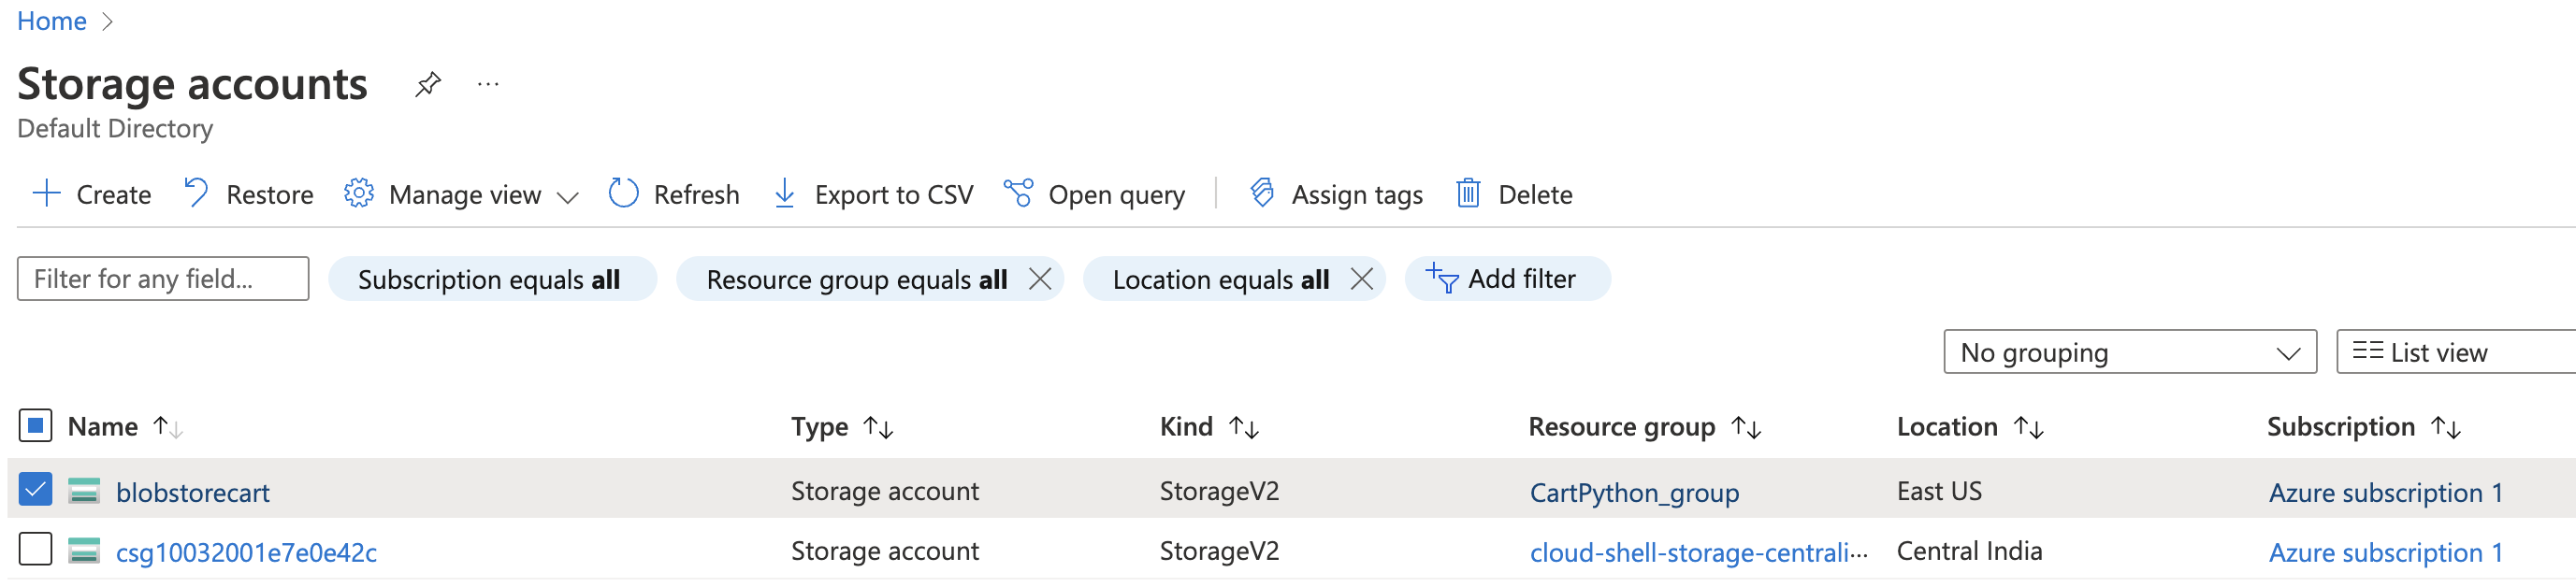 Home
Storage accounts ...
Default Directory
Create Restore Manage view Refresh Export to CSV Open query Assign tags Delete
Filter for any field... Subscription equals all Resource group equals all Location equals all Add filter
No grouping List view
Name Type Kind Resource group Location Subscription
blobstorecart Storage account StorageV2 CartPython_group East US Azure subscription 1
csg10032001e7e0e42c Storage account StorageV2 cloud-shell-storage-centrali... Central India Azure subscription 1